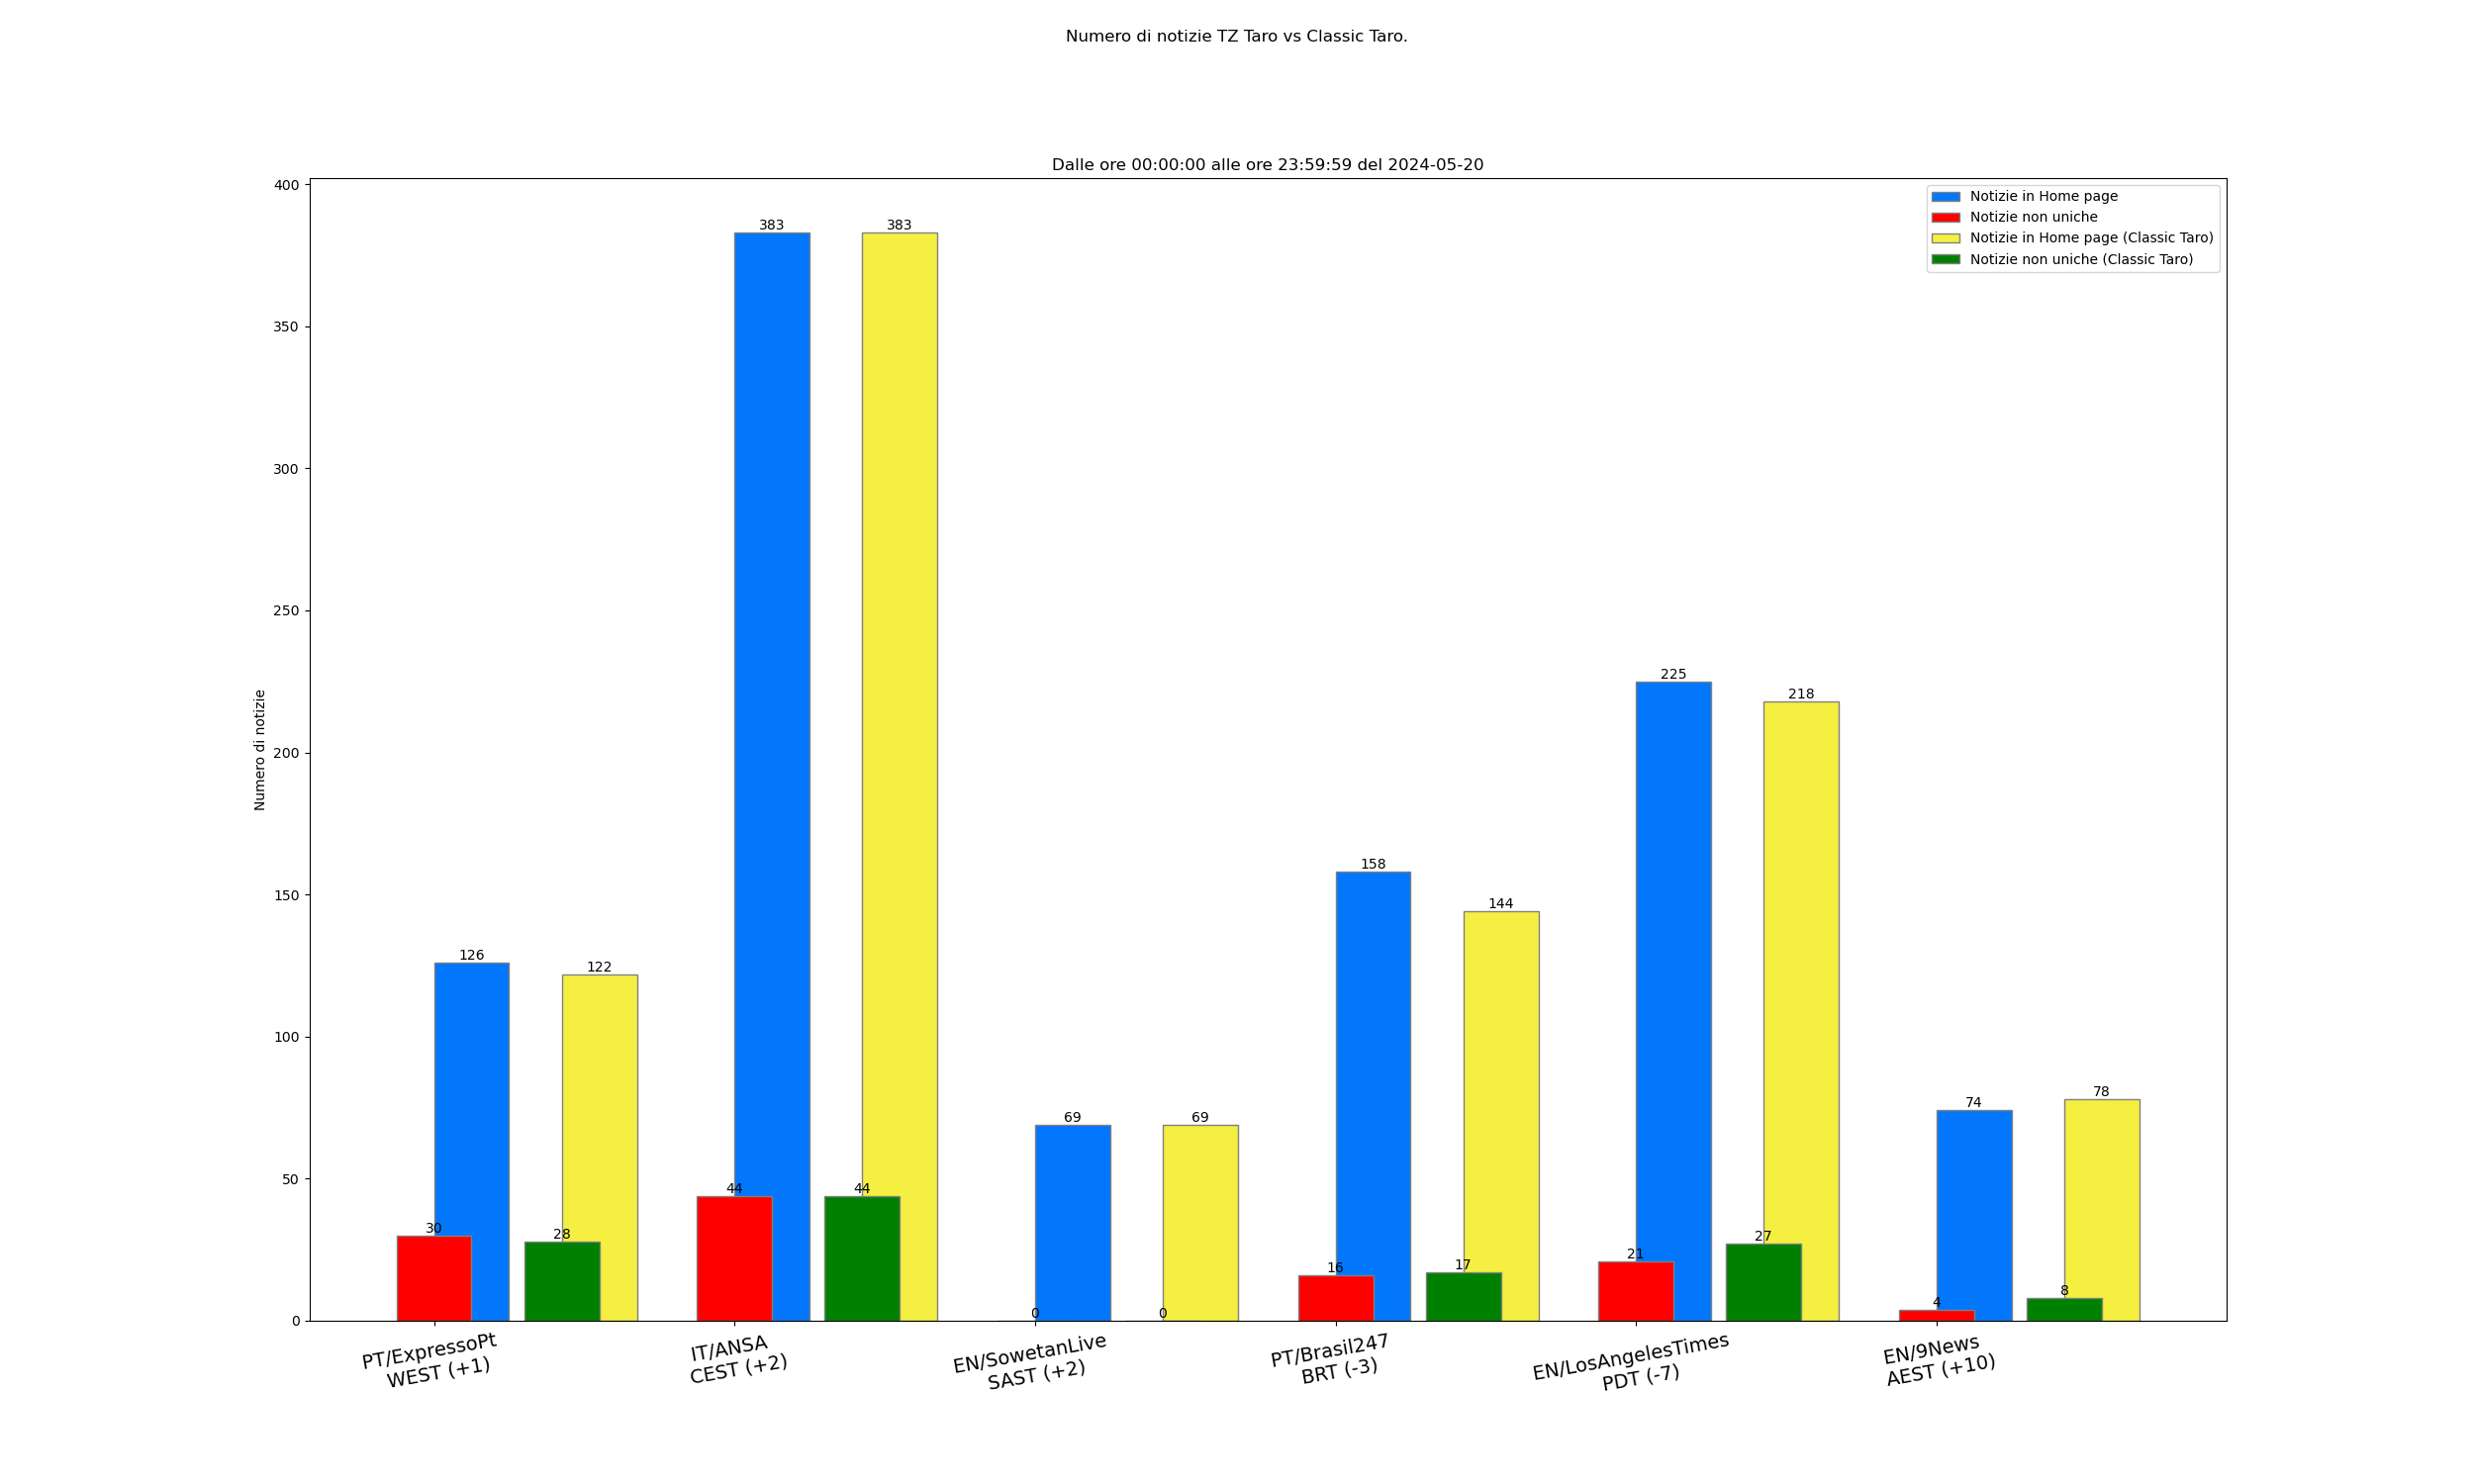 Numero di notizie TZ Taro vs Classic Taro.
Dalle ore 00:00:00 alle ore 23:59:59 del 2024-05-20
Notizie in Home page
Notizie non uniche
Notizie in Home page (Classic Taro)
Notizie non uniche (Classic Taro)
Numero di notizie
400
350
300
250
200
150
100
50
0
126
122
30
28
383
383
44
44
69
69
0
0
158
144
16
17
225
218
21
27
74
78
4
8
PT/ExpressoPt
WEST (+1)
IT/ANSA
CEST (+2)
EN/SowetanLive
SAST (+2)
PT/Brasil247
BRT (-3)
EN/LosAngelesTimes
PDT (-7)
EN/9News
AEST (+10)